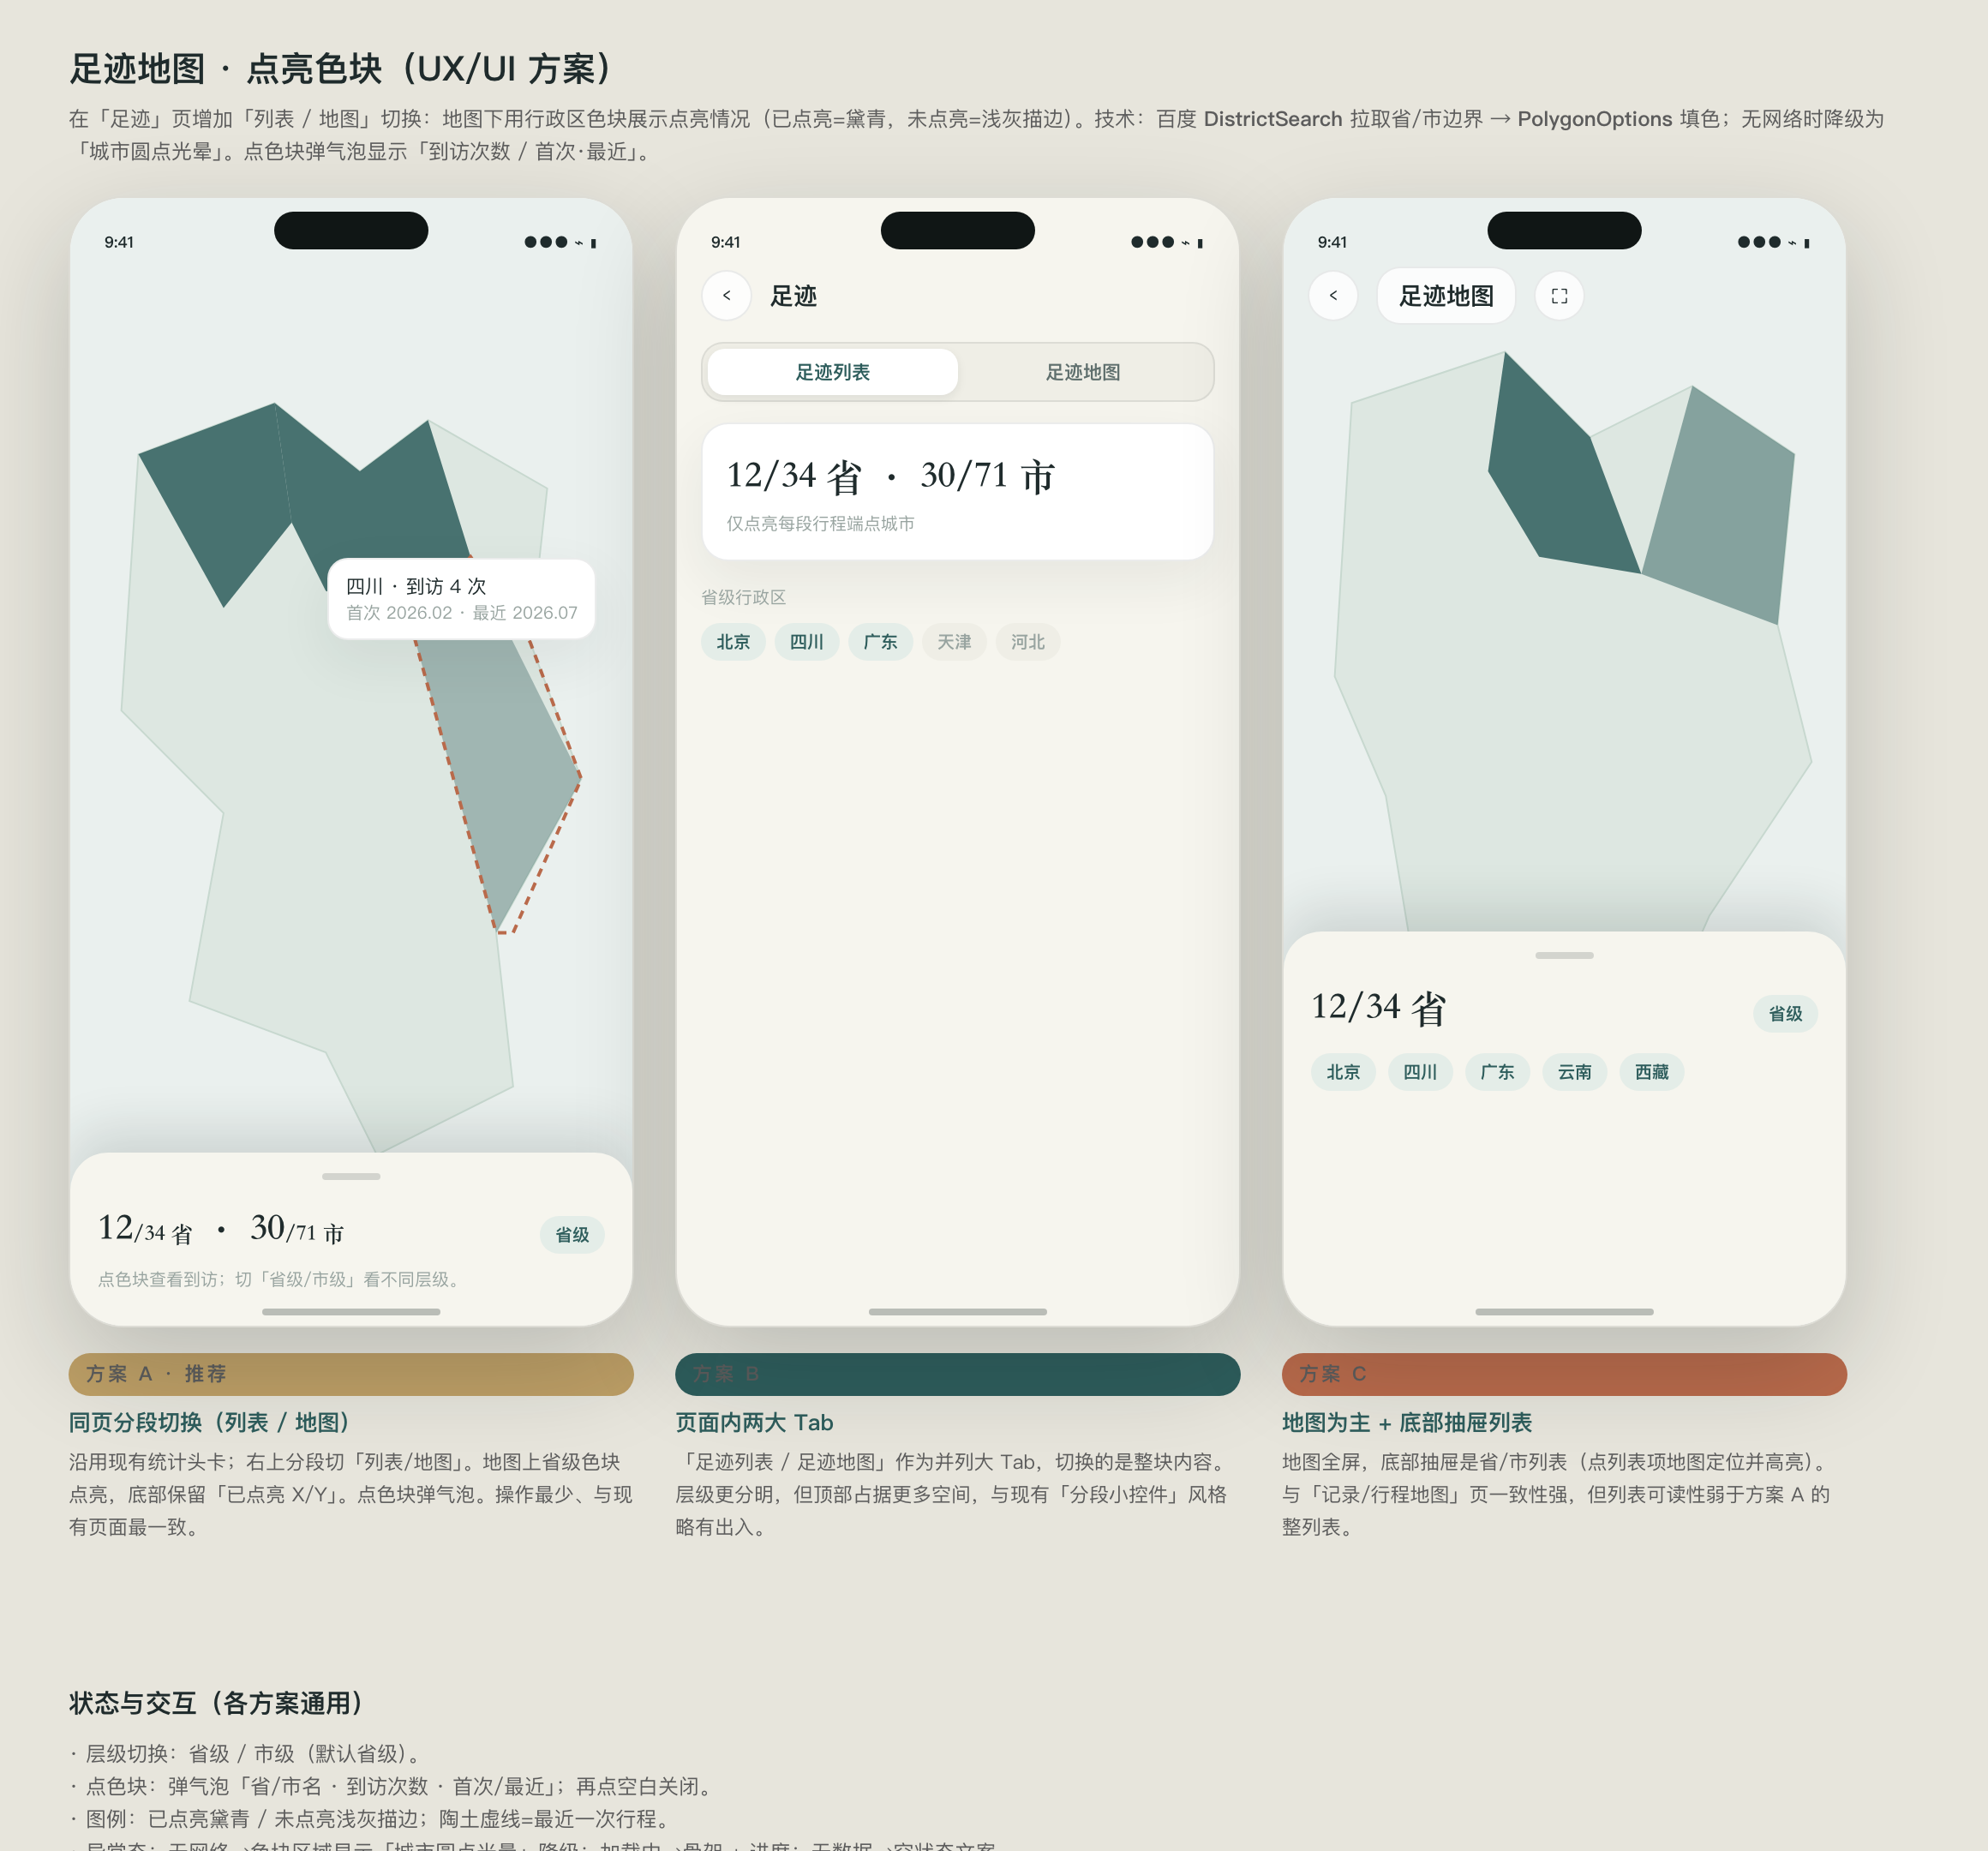 足迹地图 · 点亮色块（UX/UI 方案）
在「足迹」页增加「列表 / 地图」切换：地图下用行政区色块展示点亮情况（已点亮=黛青，未点亮=浅灰描边）。技术：百度 DistrictSearch 拉取省/市边界 → PolygonOptions 填色；无网络时降级为
「城市圆点光晕」。点色块弹气泡显示「到访次数 / 首次·最近」。
9:41
四川 · 到访 4 次
首次 2026.02 · 最近 2026.07
12/34 省 · 30/71 市
省级
点色块查看到访；切「省级/市级」看不同层级。
9:41
<
足迹
足迹列表
足迹地图
12/34 省 · 30/71 市
仅点亮每段行程端点城市
省级行政区
北京 四川 广东 天津 河北
9:41
<
足迹地图
12/34 省
省级
北京 四川 广东 云南 西藏
方案 A · 推荐
同页分段切换（列表 / 地图）
沿用现有统计头卡；右上分段切「列表/地图」。地图上省级色块
点亮，底部保留「已点亮 X/Y」。点色块弹气泡。操作最少、与现
有页面最一致。
方案 B
页面内两大 Tab
「足迹列表 / 足迹地图」作为并列大 Tab，切换的是整块内容。
层级更分明，但顶部占据更多空间，与现有「分段小控件」风格
略有出入。
方案 C
地图为主 + 底部抽屉列表
地图全屏，底部抽屉是省/市列表（点列表项地图定位并高亮）。
与「记录/行程地图」页一致性强，但列表可读性弱于方案 A 的
整列表。
状态与交互（各方案通用）
· 层级切换：省级 / 市级（默认省级）。
· 点色块：弹气泡「省/市名 · 到访次数 · 首次/最近」；再点空白关闭。
· 图例：已点亮黛青 / 未点亮浅灰描边；陶土虚线=最近一次行程。